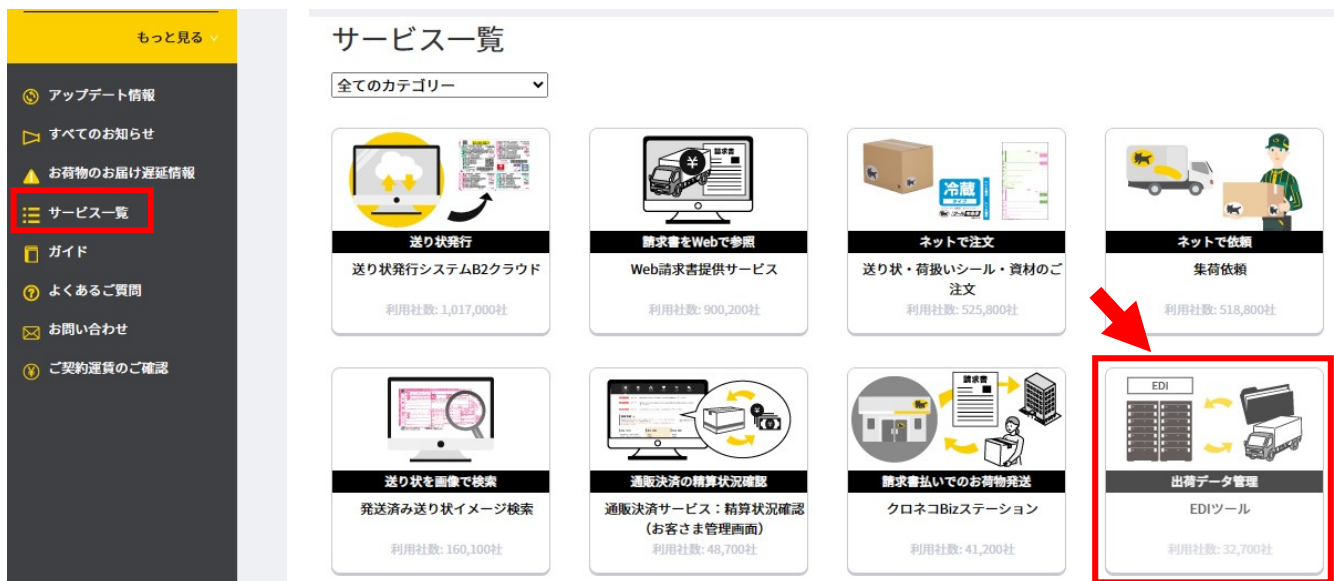 もっと見る
アップデート情報
すべてのお知らせ
お荷物のお届け遅延情報
サービス一覧
ガイド
よくあるご質問
お問い合わせ
ご契約運賃のご確認
サービス一覧
全てのカテゴリー
送り状発行
送り状発行システムB2クラウド
利用社数: 1,017,000社
請求書
¥
請求書をWebで参照
Web請求書提供サービス
利用社数: 900,200社
冷蔵
タイプ
ネットで注文
送り状・荷扱いシール・資材のご
注文
利用社数: 525,800社
ネットで依頼
集荷依頼
利用社数: 518,800社
送り状を画像で検索
発送済み送り状イメージ検索
利用社数: 160,100社
通販決済の精算状況確認
通販決済サービス：精算状況確認
（お客さま管理画面）
利用社数: 48,700社
請求書
請求書払いでのお荷物発送
クロネコBizステーション
利用社数: 41,200社
EDI
出荷データ管理
EDIツール
利用社数: 32,700社